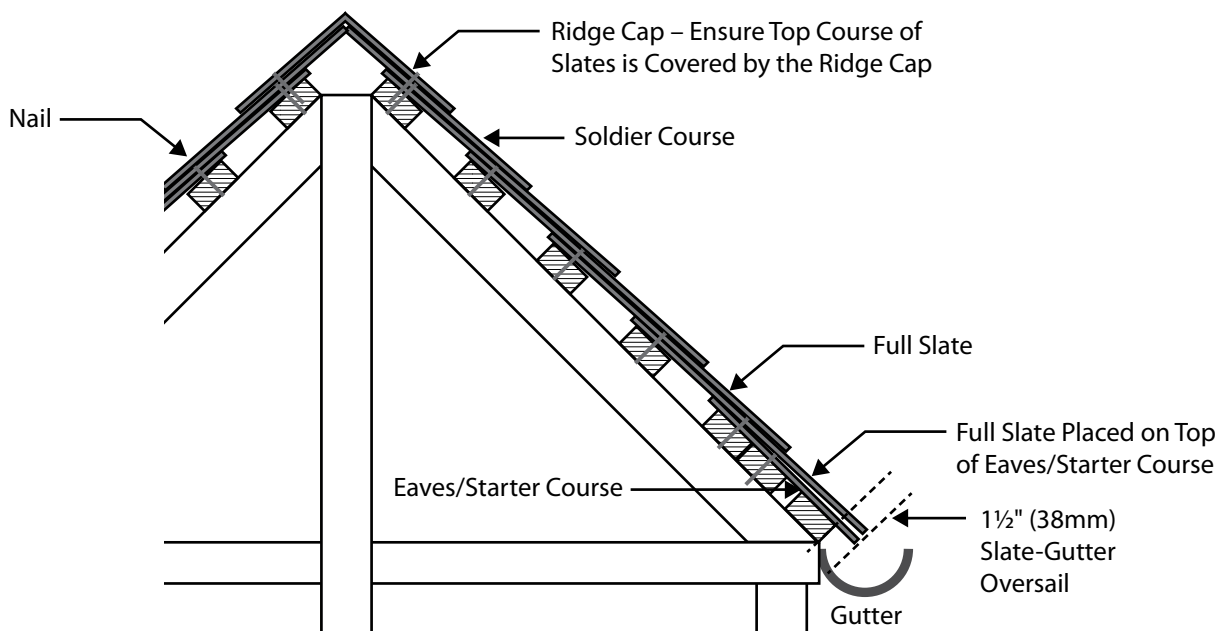 Ridge Cap – Ensure Top Course of
Slates is Covered by the Ridge Cap
Nail
Soldier Course
Full Slate
Full Slate Placed on Top
of Eaves/Starter Course
Eaves/Starter Course
1½" (38mm)
Slate-Gutter
Oversail
Gutter